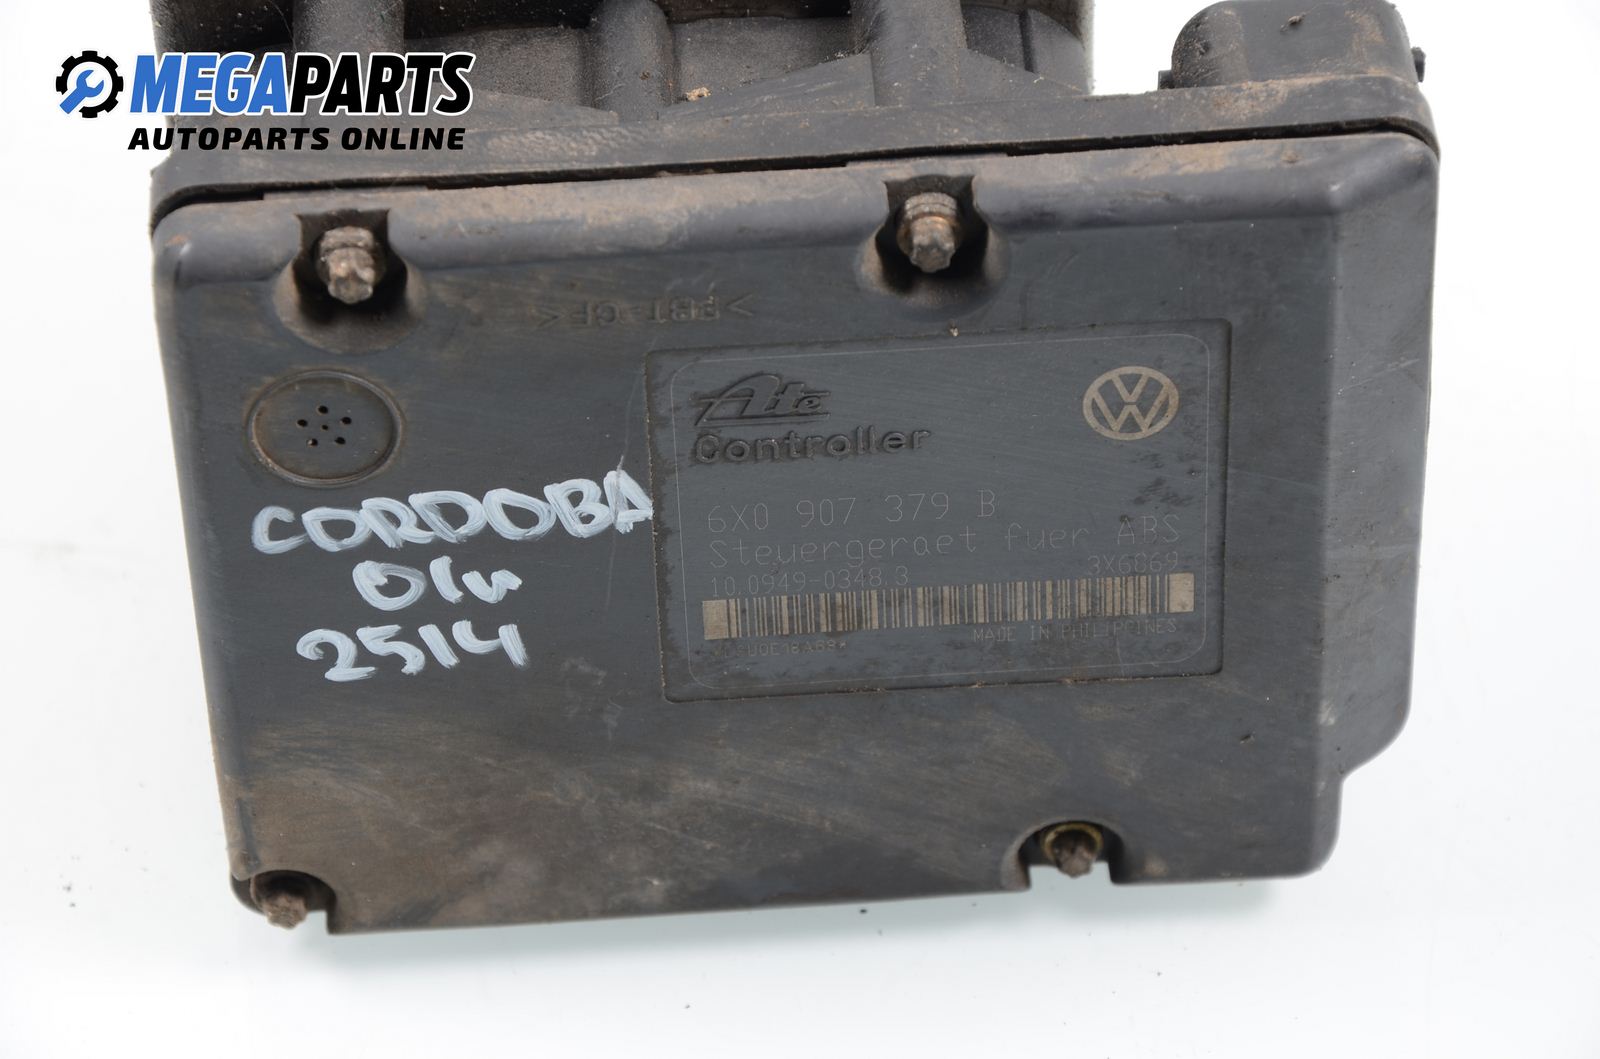 MEGAPARTS
AUTOPARTS ONLINE
>PBT-GF<
Ate
Controller
6X0 907 379 B
Steuergeraet fuer ABS
10.0949-0348.3 3X6869
MADE IN PHILIPPINES
CORDOBA
2514